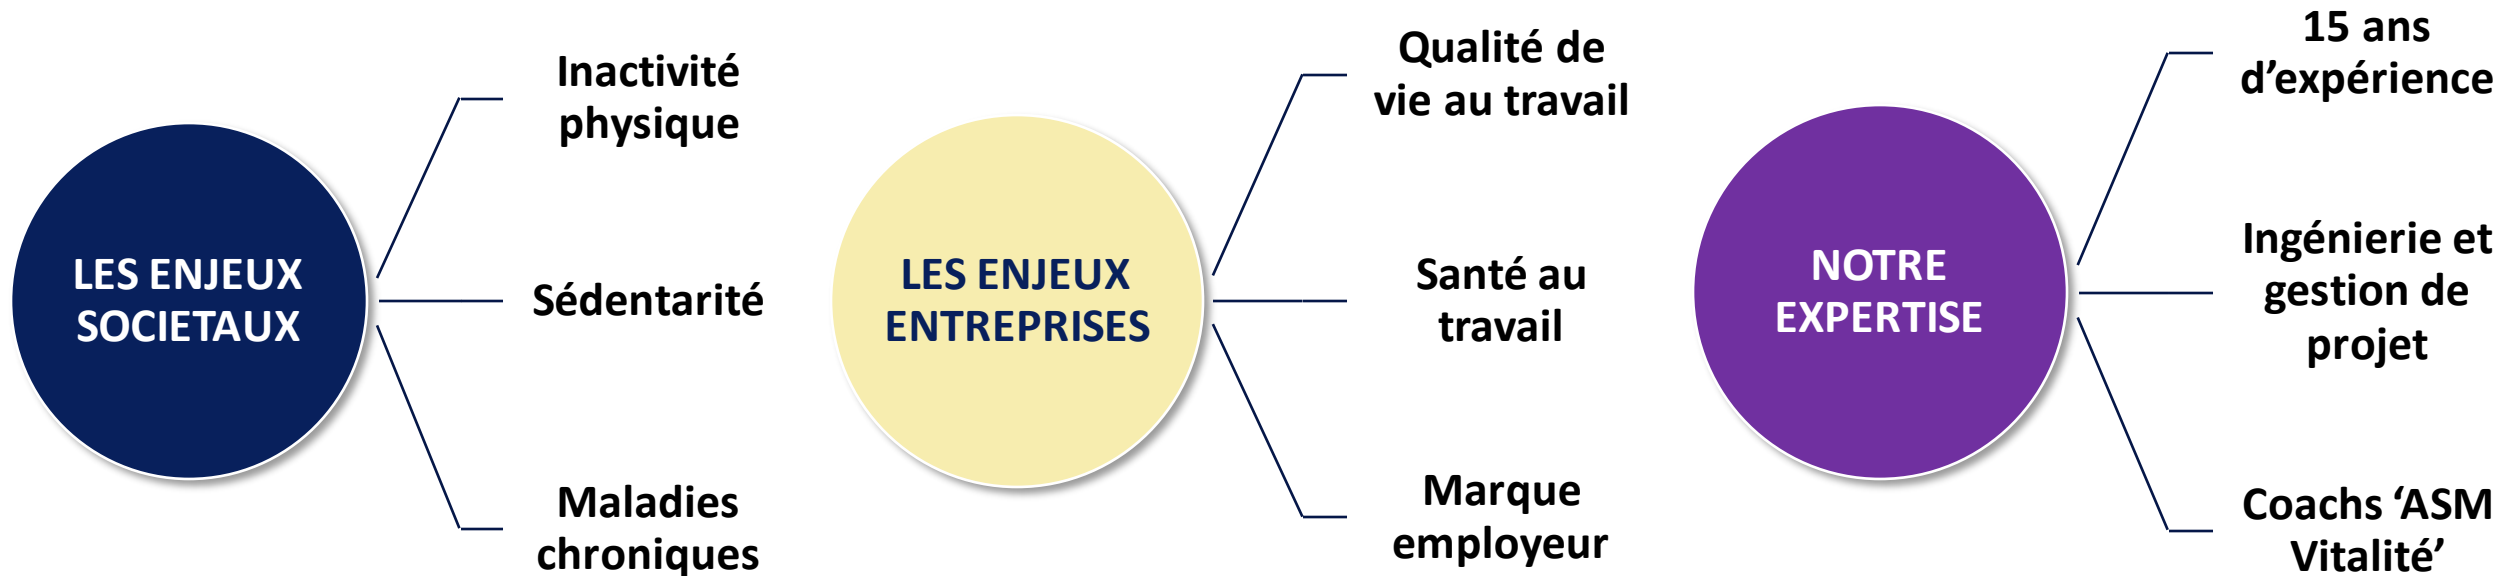 LES ENJEUX
SOCIETAUX
Inactivité
physique
Sédentarité
Maladies
chroniques
LES ENJEUX
ENTREPRISES
Qualité de
vie au travail
Santé au
travail
Marque
employeur
NOTRE
EXPERTISE
15 ans
d’expérience
Ingénierie et
gestion de
projet
Coachs ‘ASM
Vitalité’